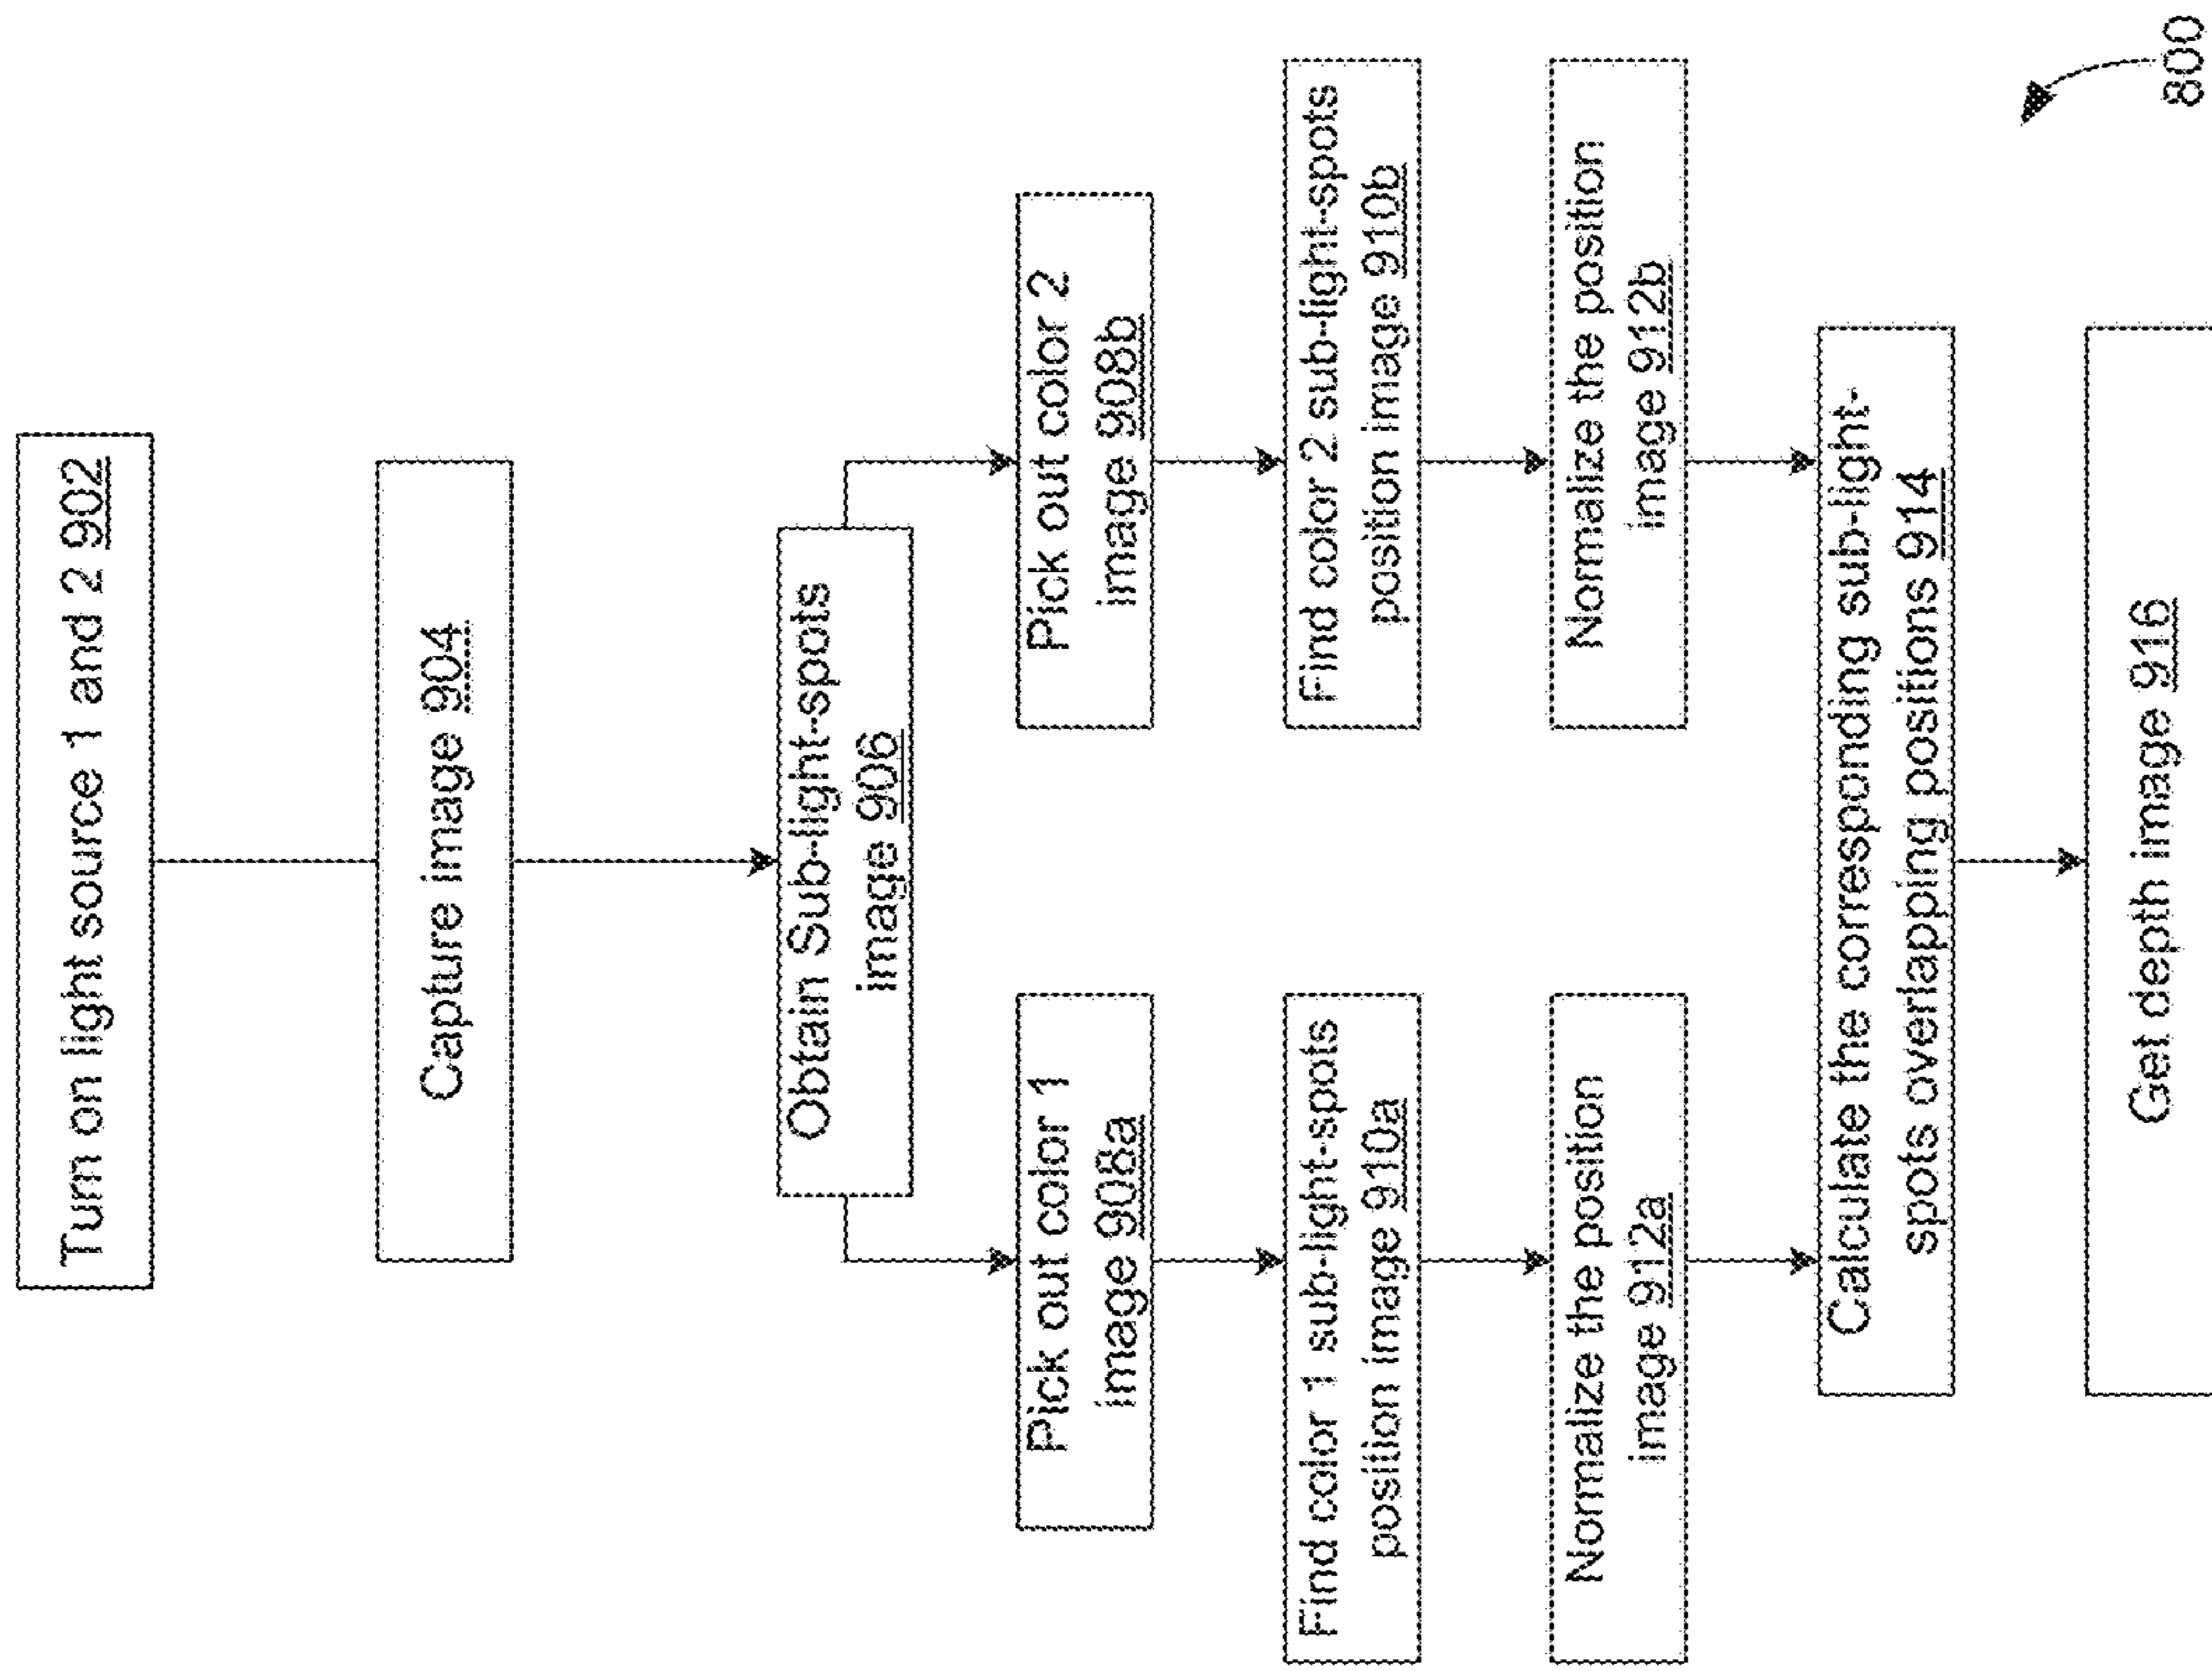 Turn on light source 1 and 2 902
Capture image 904
Obtain Sub-light-spots
image 906
Pick out color 1
image 908a
Pick out color 2
image 908b
Find color 1 sub-light-spots
position image 910a
Find color 2 sub-light-spots
position image 910b
Normalize the position
image 912a
Normalize the position
image 912b
Calculate the corresponding sub-light-
spots overlapping positions 914
Get depth image 916
800